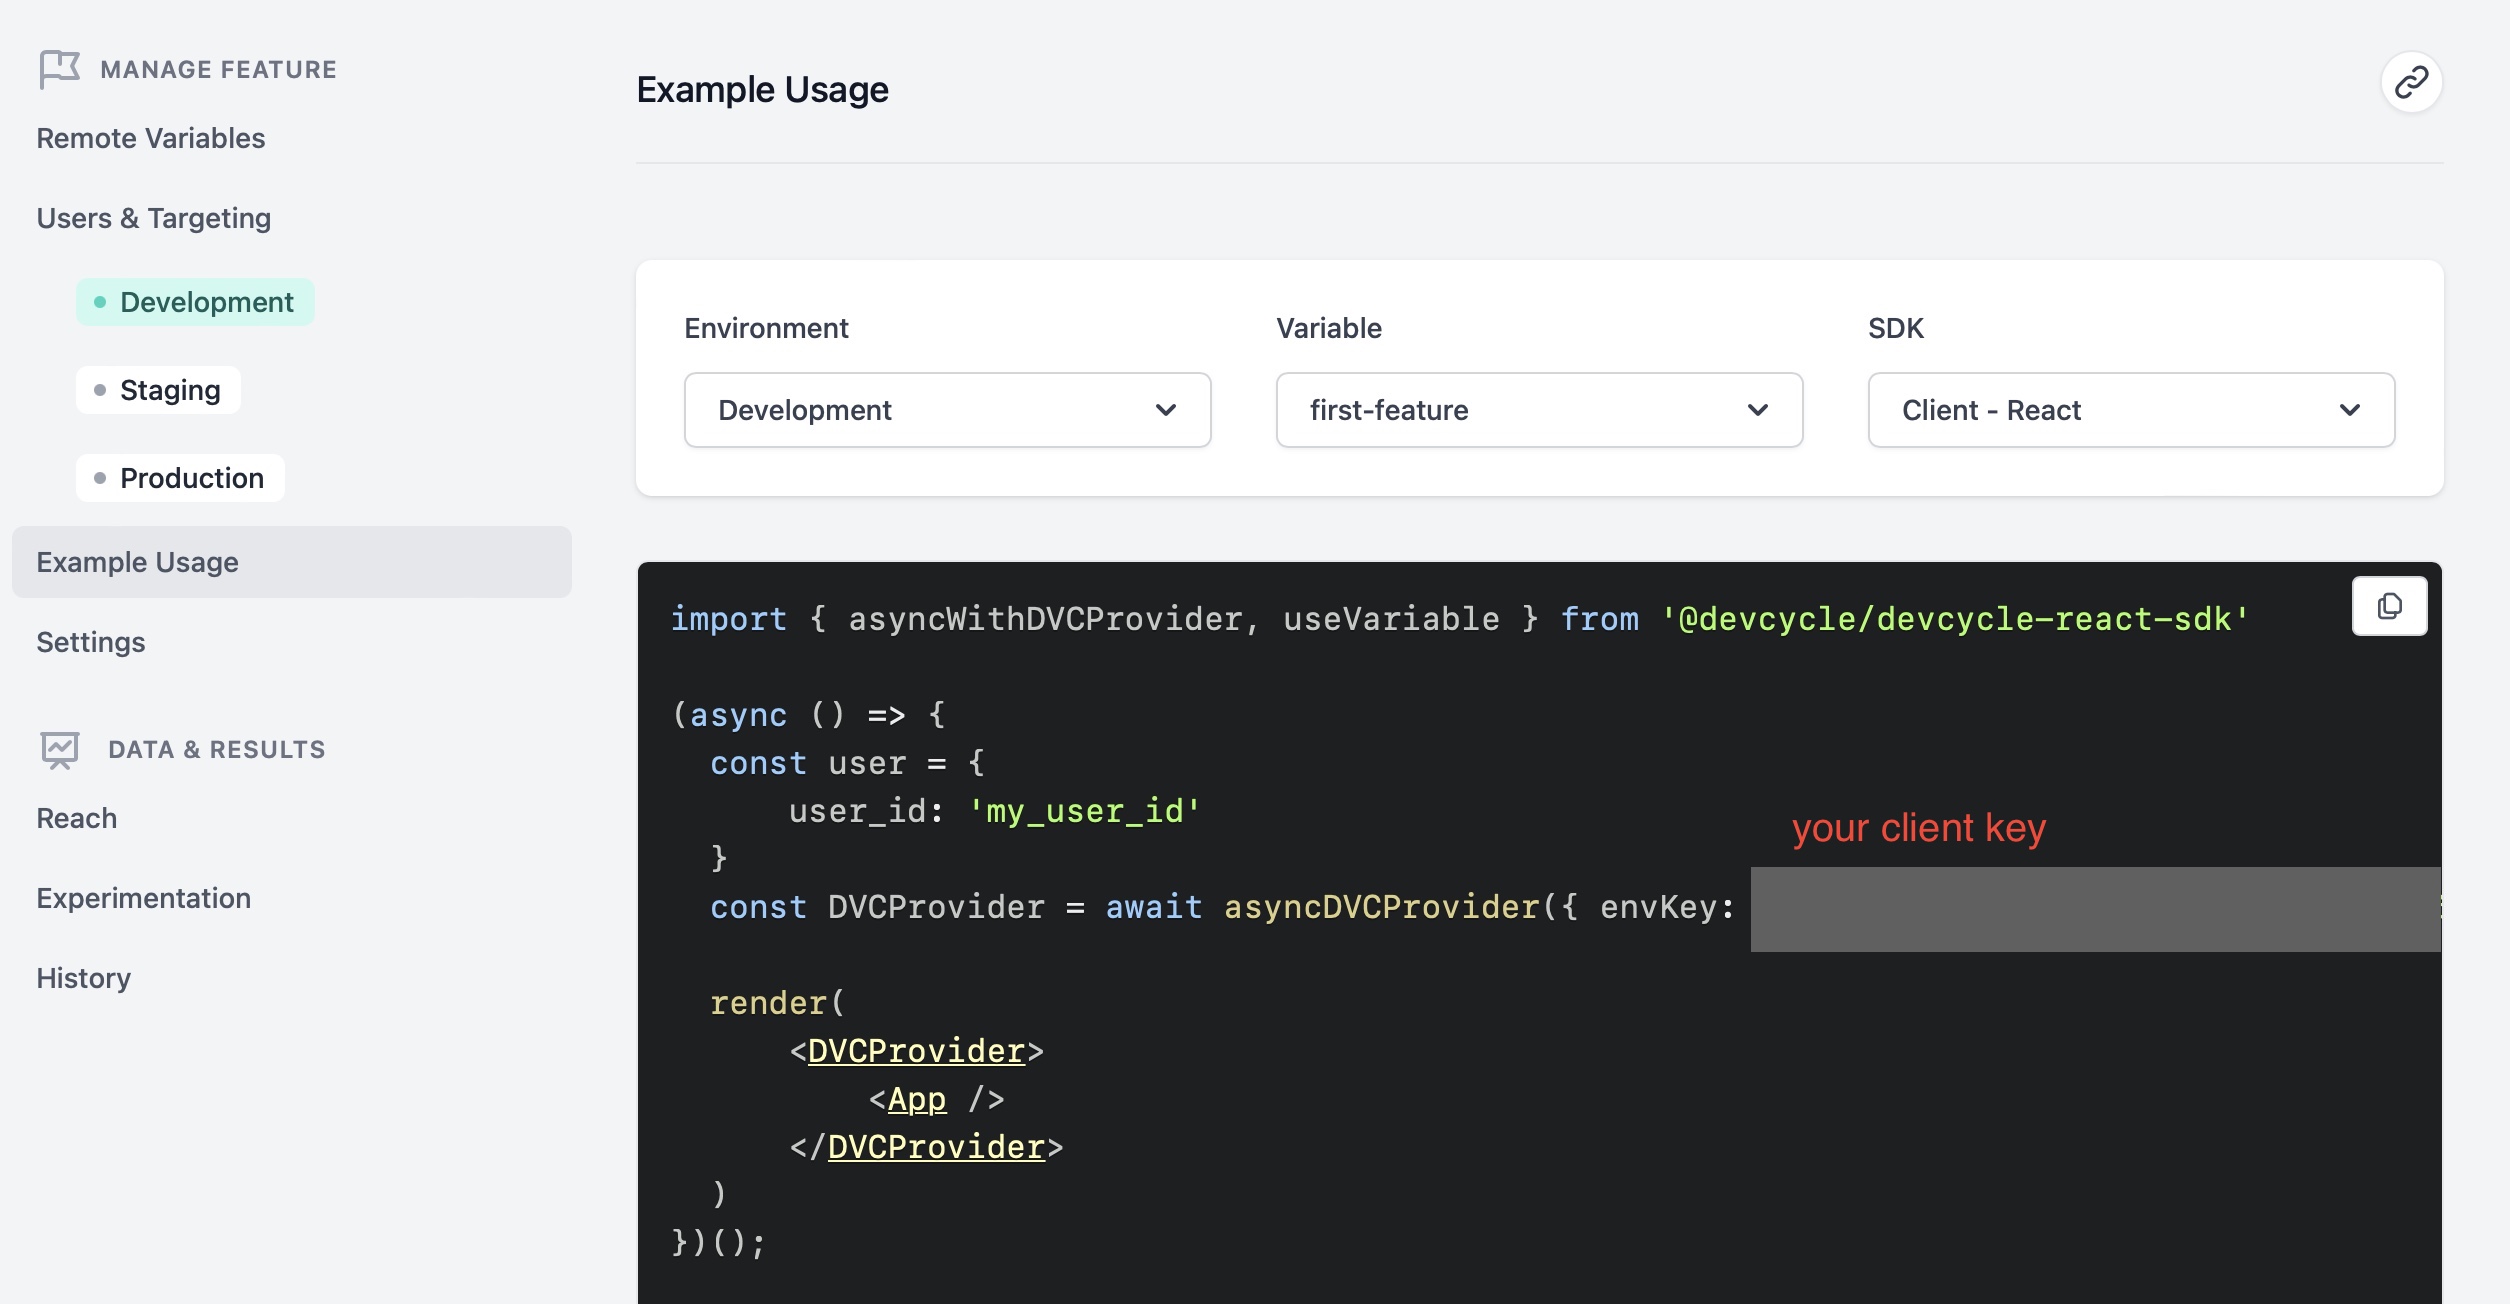 MANAGE FEATURE
Remote Variables
Users & Targeting
Development
Staging
Production
Example Usage
Settings
DATA & RESULTS
Reach
Experimentation
History
Example Usage
Environment
Development
Variable
first-feature
SDK
Client - React
import { asyncWithDVCProvider, useVariable } from '@devcycle/devcycle-react-sdk'
(async () => {
const user = {
user_id: 'my_user_id'
}
your client key
const DVCProvider = await asyncDVCProvider({ envKey:
render(
<DVCProvider>
<App />
</DVCProvider>
)
})();